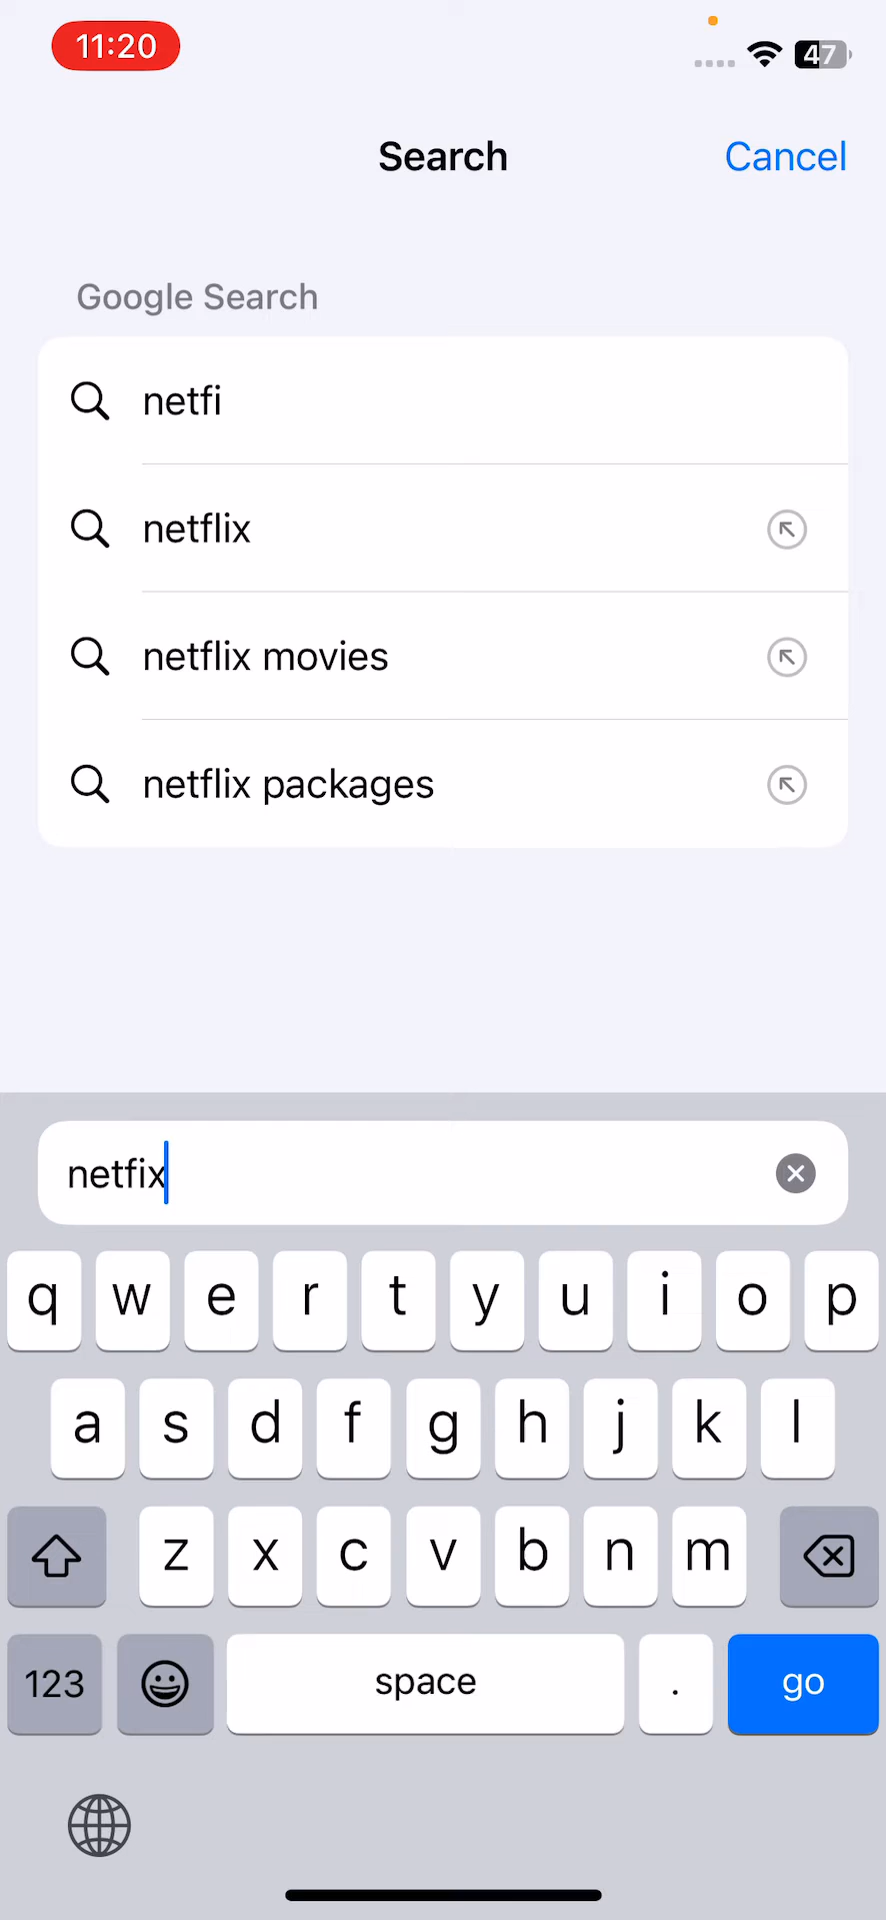 11:20
47
Search
Cancel
Google Search
netfi
netflix
netflix movies
netflix packages
netfix
q w e r t y u i o p
a s d f g h j k l
z x c v b n m
123 space . go